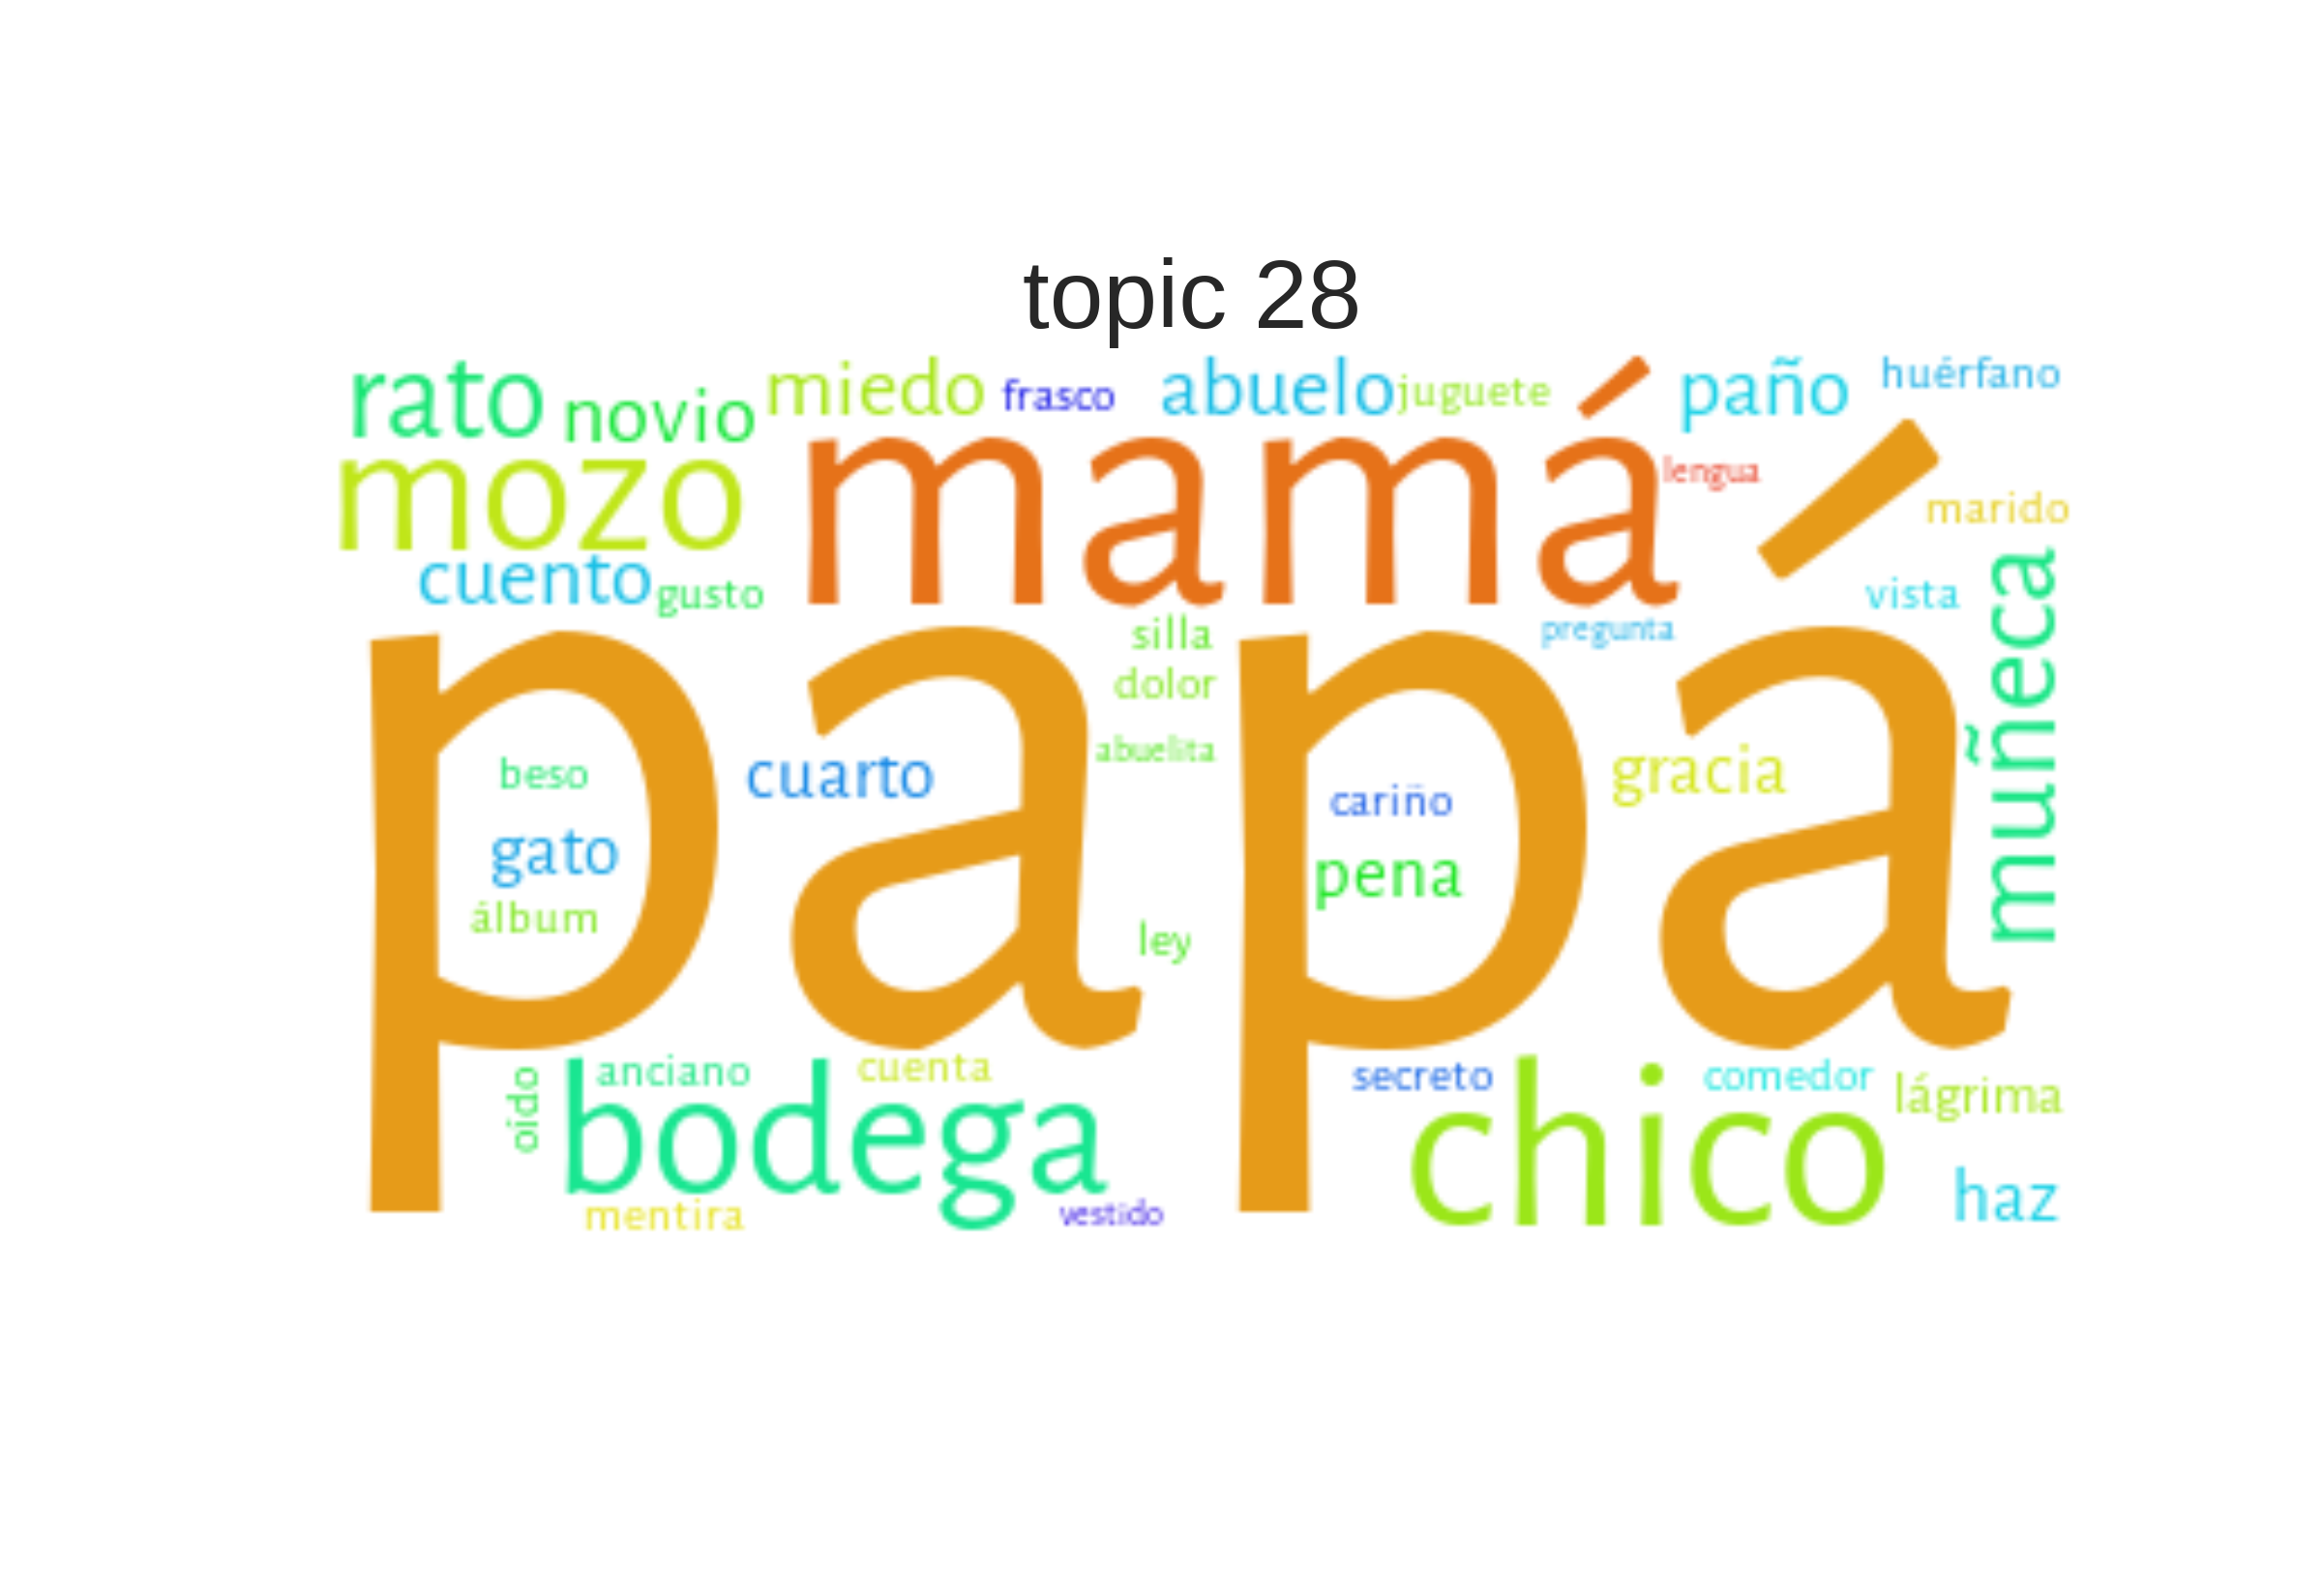 topic 28
rato novio miedo frasco abuelo juguete paño huérfano
mozo mamá lengua marido
cuento gusto vista
papá
silla pregunta
dolor
abuelita
muñeca
beso cuarto cariño gracia
gato pena
álbum ley
oido anciano cuenta secreto comedor lágrima
bodega chico haz
mentira vestido